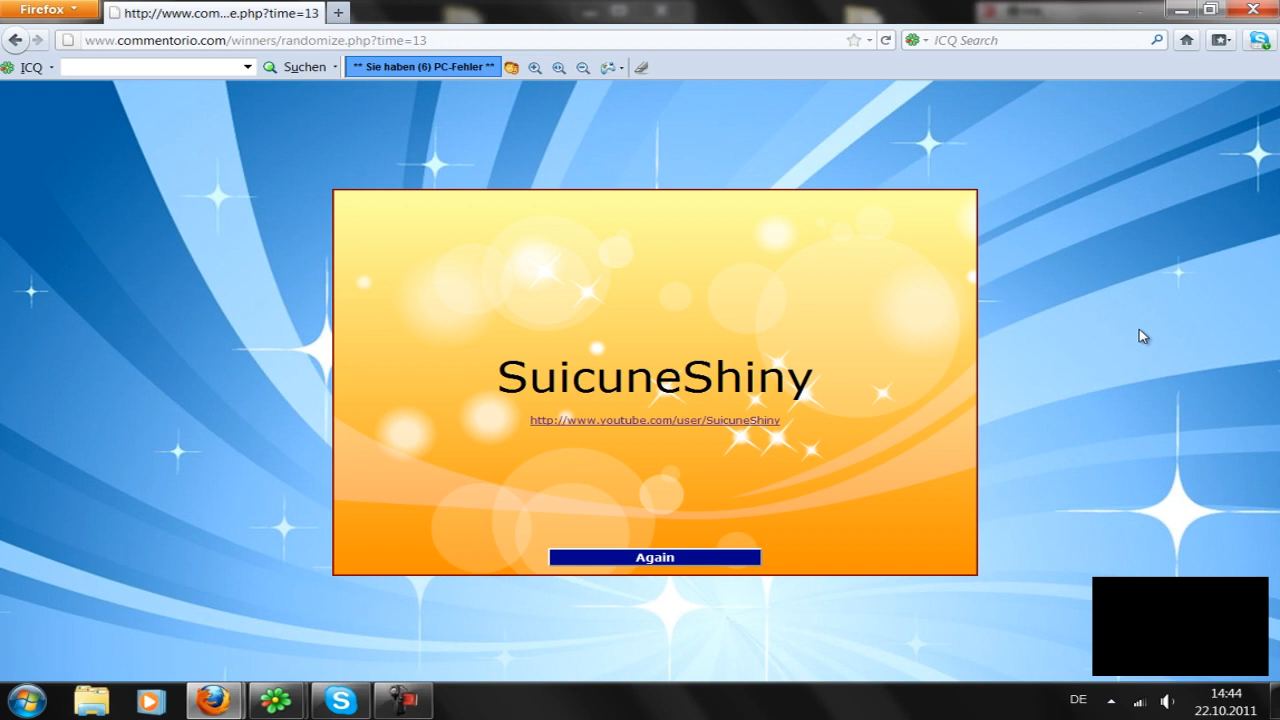 Firefox
http://www.com...e.php?time=13
www.commentorio.com/winners/randomize.php?time=13
ICQ Search
ICQ
Suchen
** Sie haben (6) PC-Fehler **
SuicuneShiny
http://www.youtube.com/user/SuicuneShiny
Again
DE
14:44
22.10.2011